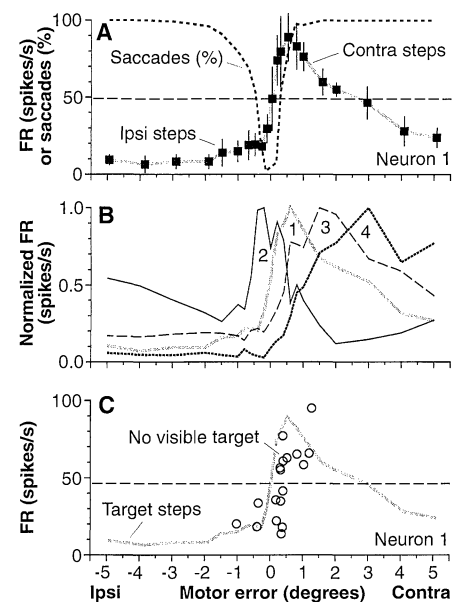 A
FR (spikes/s)
or saccades (%)
100
50
0
Saccades (%)
Contra steps
Ipsi steps
Neuron 1
B
Normalized FR
(spikes/s)
1.0
0.5
0.0
2
1
3
4
C
FR (spikes/s)
100
50
0
No visible target
Target steps
Neuron 1
-5 -4 -3 -2 -1 0 1 2 3 4 5
Ipsi Motor error (degrees) Contra